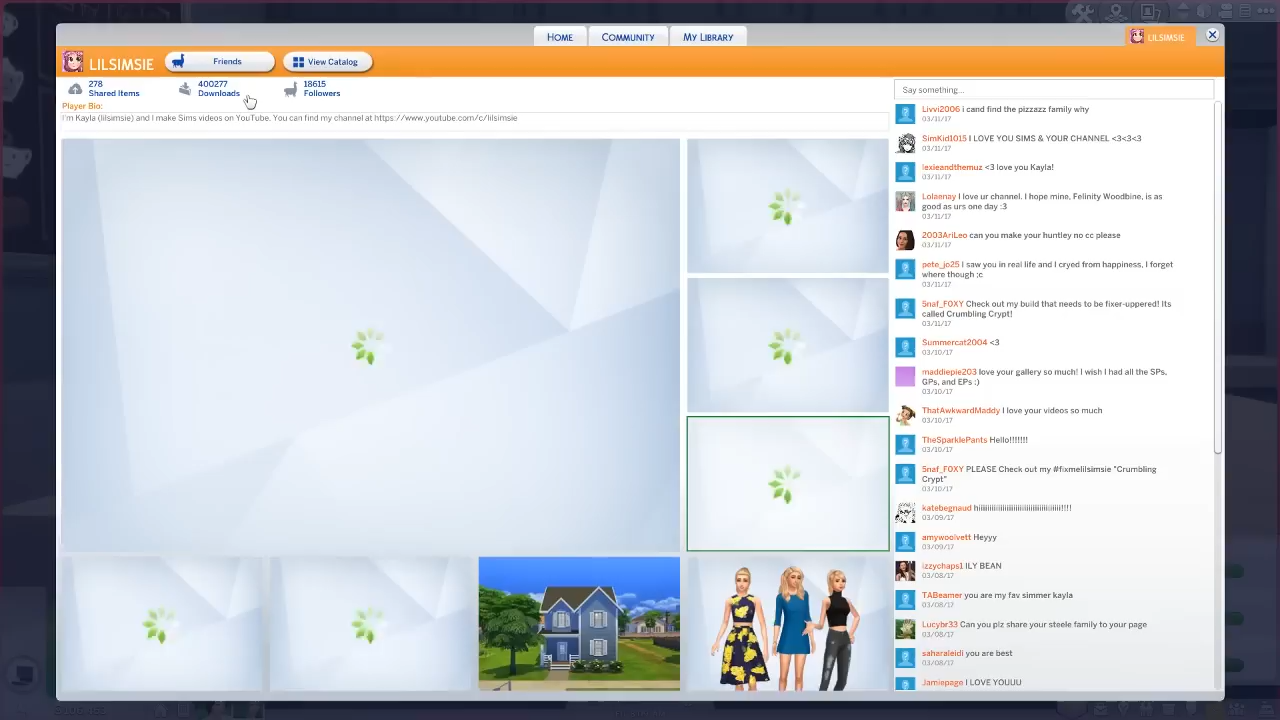 HOME
COMMUNITY
MY LIBRARY
LILSIMSIE
LILSIMSIE
Friends
View Catalog
278
Shared Items
400277
Downloads
18615
Followers
Player Bio:
I'm Kayla (lilsimsie) and I make Sims videos on YouTube. You can find my channel at https://www.youtube.com/c/lilsimsie
Say something...
Livvi2006 i cand find the pizzazz family why
03/11/17
SimKid1015 I LOVE YOU SIMS & YOUR CHANNEL <3<3<3
03/11/17
lexieandthemuz <3 love you Kayla!
03/11/17
Lolaenay I love ur channel. I hope mine, Felinity Woodbine, is as
good as urs one day :3
03/11/17
2003AriLeo can you make your huntley no cc please
03/11/17
pete_jo25 I saw you in real life and I cryed from happiness, I forget
where though ;c
03/11/17
5naf_F0XY Check out my build that needs to be fixer-uppered! Its
called Crumbling Crypt!
03/11/17
Summercat2004 <3
03/10/17
maddiepie203 love your gallery so much! I wish I had all the SPs,
GPs, and EPs ;)
03/10/17
ThatAwkwardMaddy I love your videos so much
03/10/17
TheSparklePants Hello!!!!!!!
03/10/17
5naf_F0XY PLEASE Check out my #fixmelilsimsie "Crumbling
Crypt"
03/10/17
katebegnaud hiiiiiiiiiiiiiiiiiiiiiiiiiiiiiiiiii!!!!
03/09/17
amywoolvett Heyyy
03/09/17
izzychaps1 ILY BEAN
03/08/17
TABeamer you are my fav simmer kayla
03/08/17
Lucybr33 Can you plz share your steele family to your page
03/08/17
saharaleidi you are best
03/08/17
Jamiepage I LOVE YOUUU